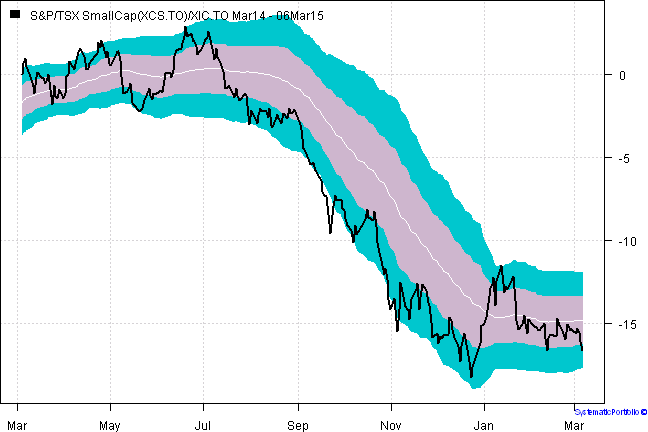 S&P/TSX SmallCap(XCS.TO)/XIC.TO Mar14 - 06Mar15
0
-5
-10
-15
Mar May Jul Sep Nov Jan Mar
SystematicPortfolio ©